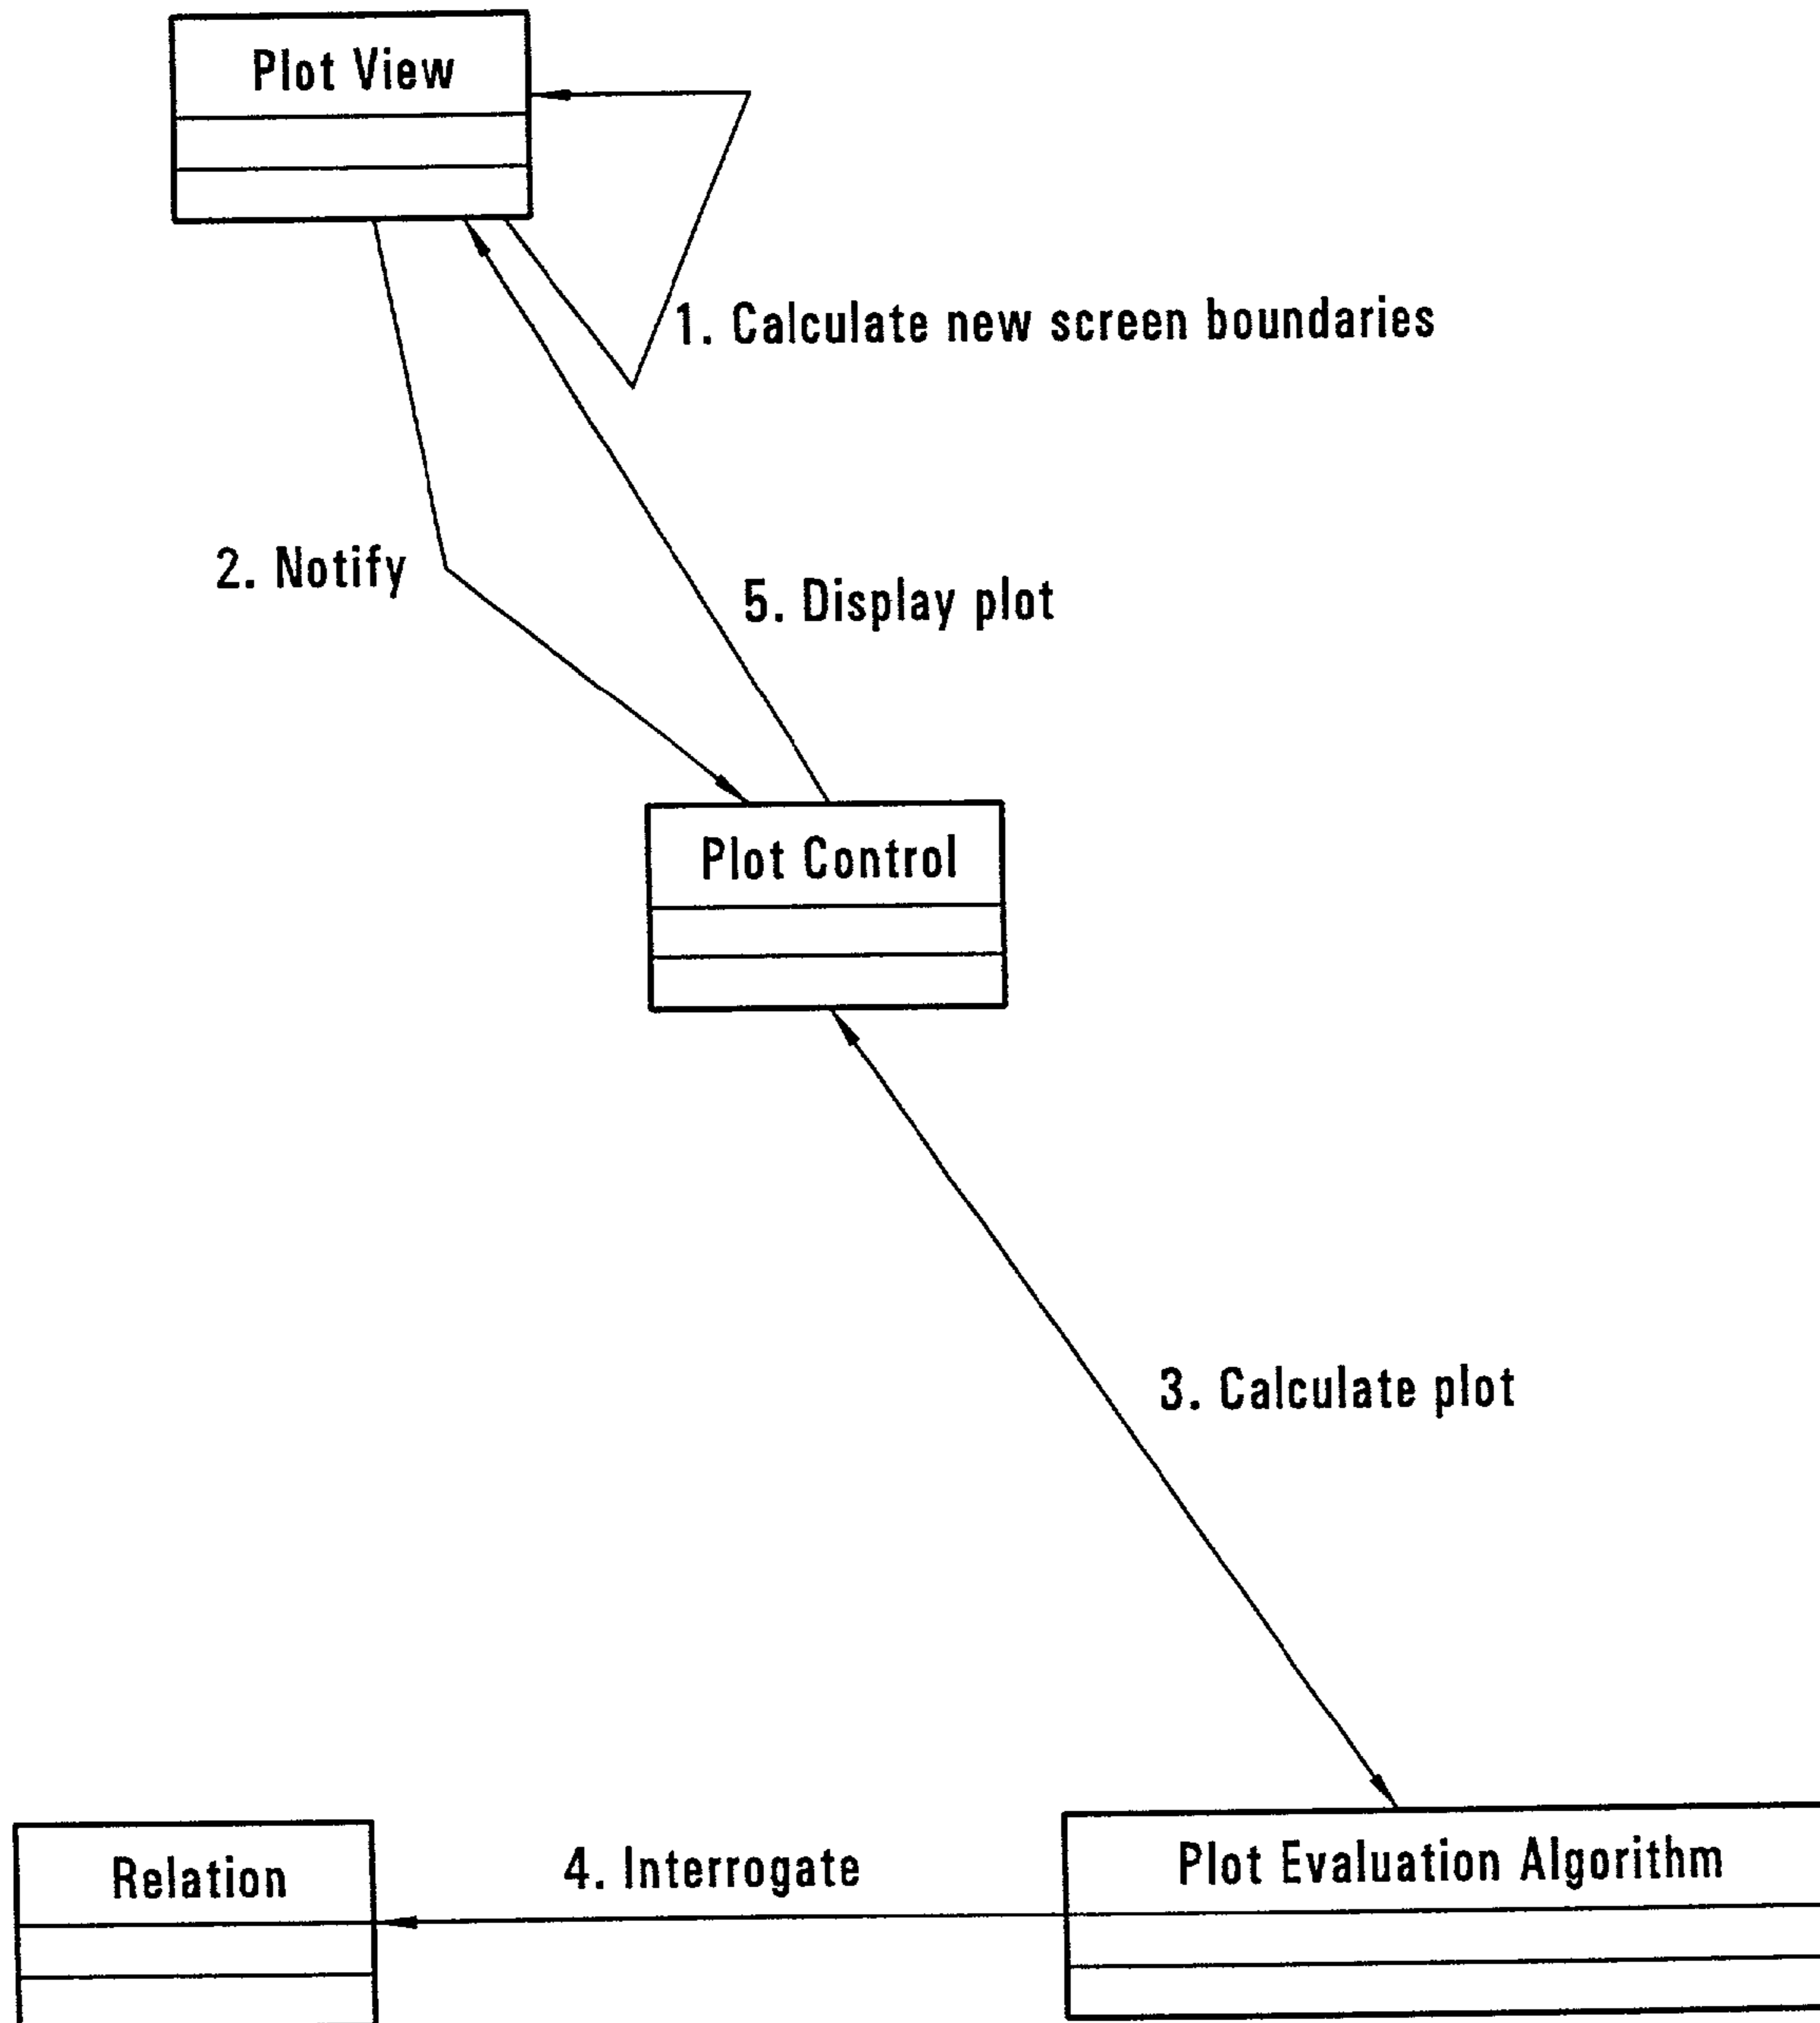 Plot View
1. Calculate new screen boundaries
2. Notify
5. Display plot
Plot Control
3. Calculate plot
Relation
4. Interrogate
Plot Evaluation Algorithm